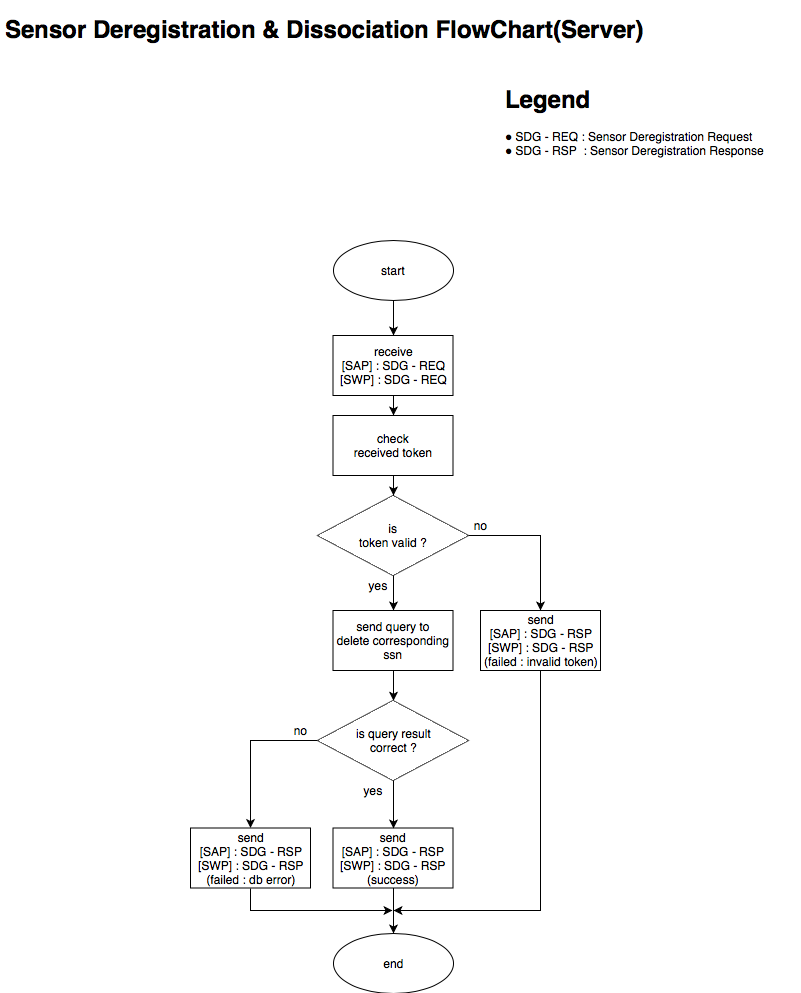 Sensor Deregistration & Dissociation FlowChart(Server)
Legend
● SDG - REQ : Sensor Deregistration Request
● SDG - RSP : Sensor Deregistration Response
start
receive
[SAP] : SDG - REQ
[SWP] : SDG - REQ
check
received token
is
token valid ?
no
yes
send query to
delete corresponding
ssn
send
[SAP] : SDG - RSP
[SWP] : SDG - RSP
(failed : invalid token)
is query result
correct ?
no
yes
send
[SAP] : SDG - RSP
[SWP] : SDG - RSP
(failed : db error)
send
[SAP] : SDG - RSP
[SWP] : SDG - RSP
(success)
end